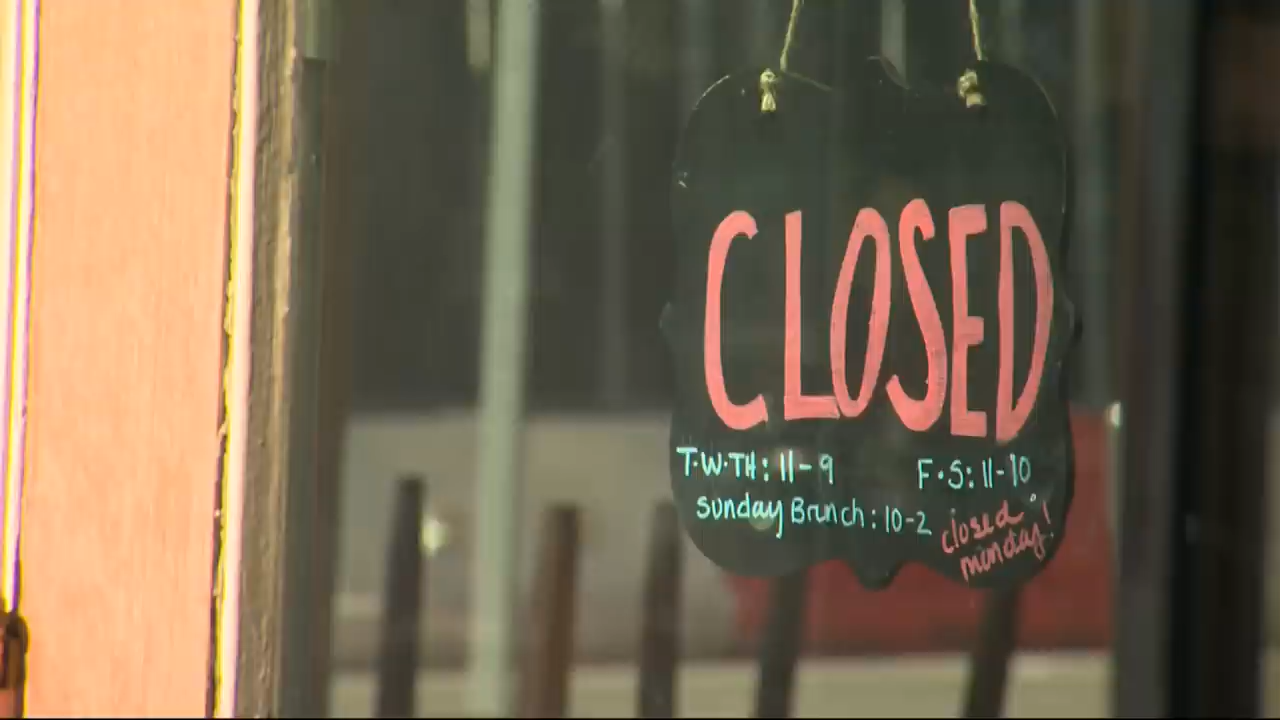 CLOSED
T•W•TH: 11-9 F•S: 11-10
sunday Brunch: 10-2
closed
monday!